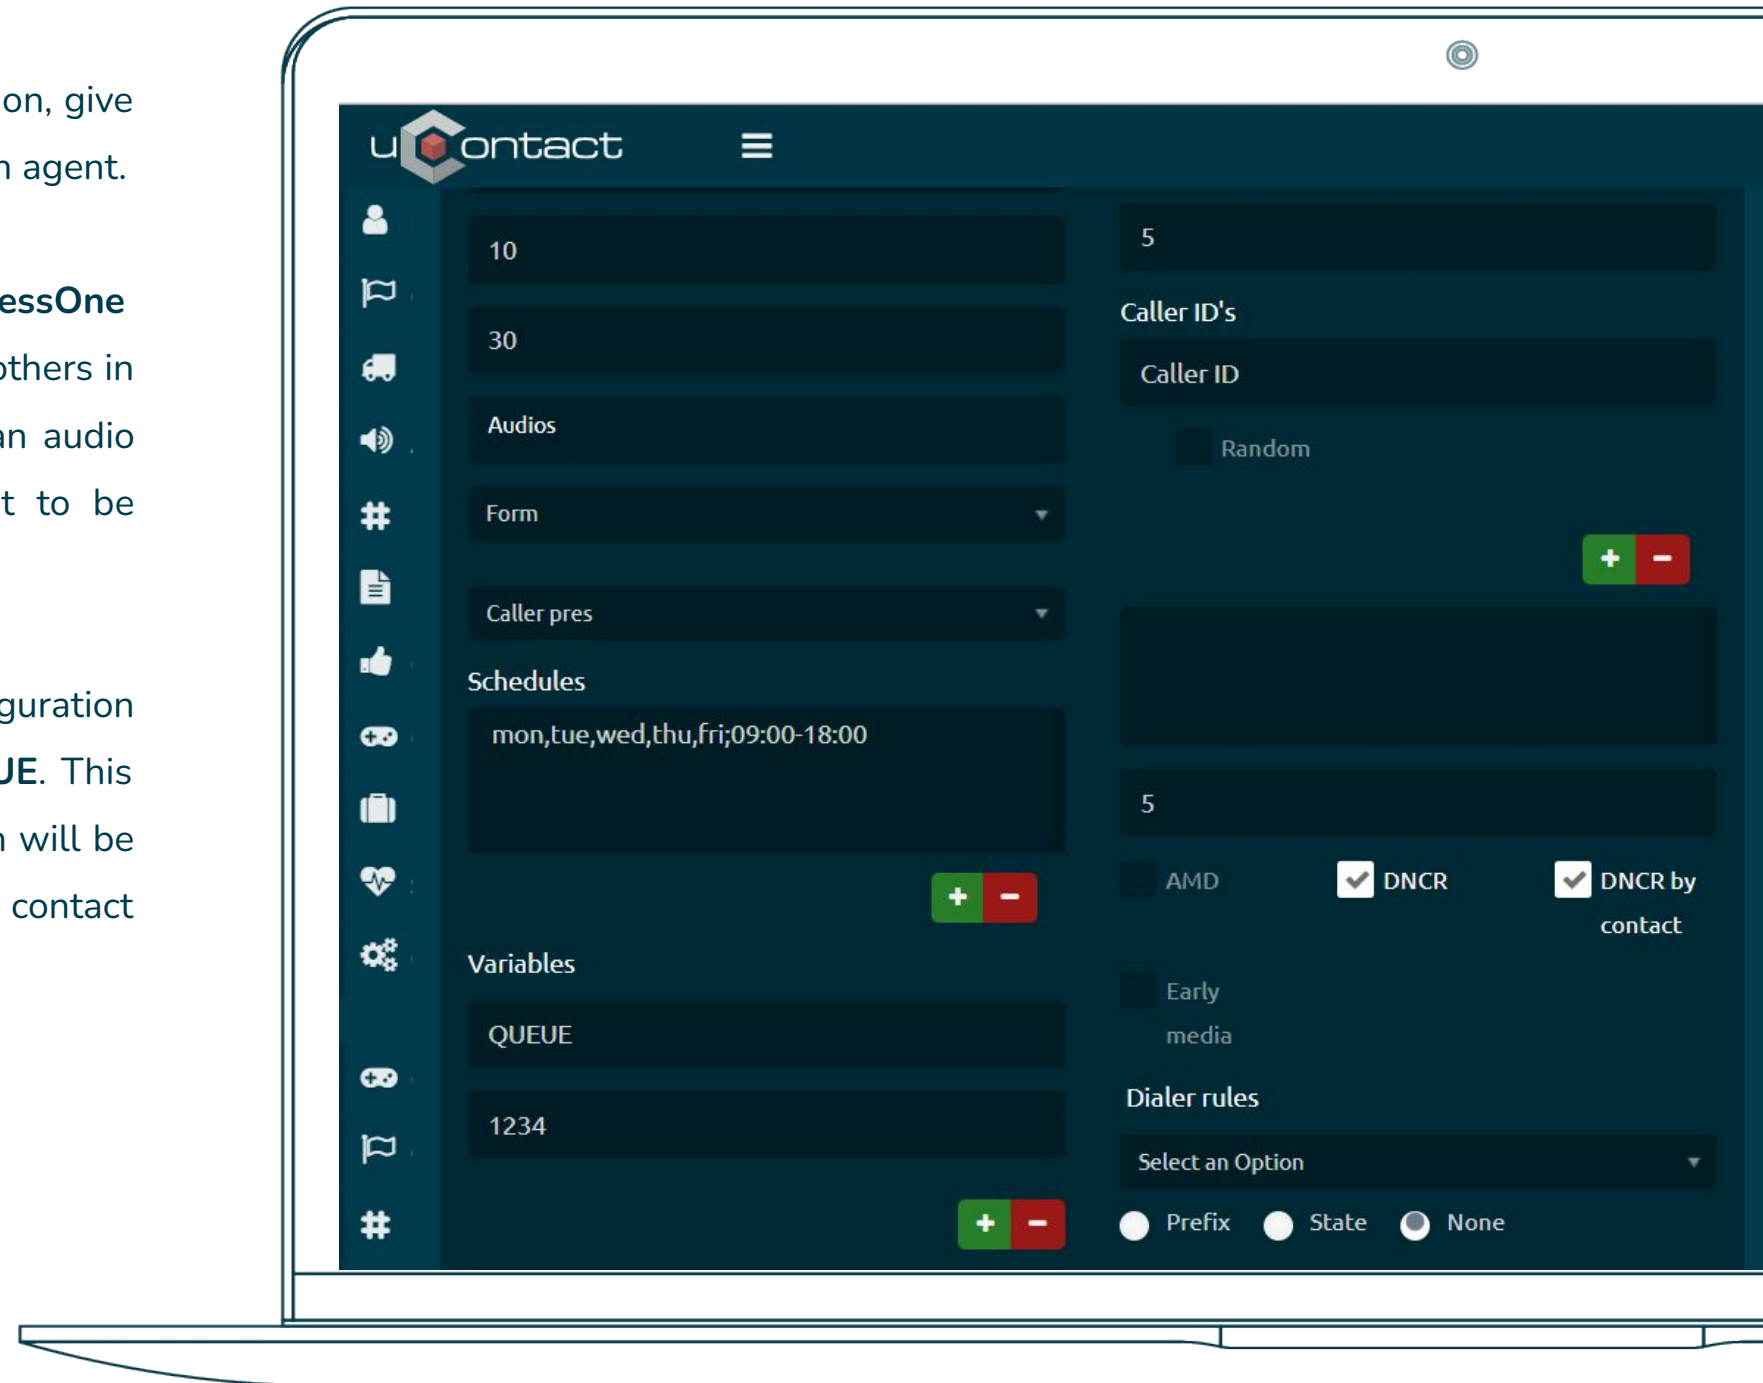 on, give
agent.
essOne
others in
an audio
t to be
guration
UE. This
will be
contact
uContact
10
30
Audios
Form
Caller pres
Schedules
mon,tue,wed,thu,fri;09:00-18:00
Variables
QUEUE
1234
5
Caller ID's
Caller ID
Random
5
AMD
DNCR
DNCR by
contact
Early
media
Dialer rules
Select an Option
Prefix
State
None